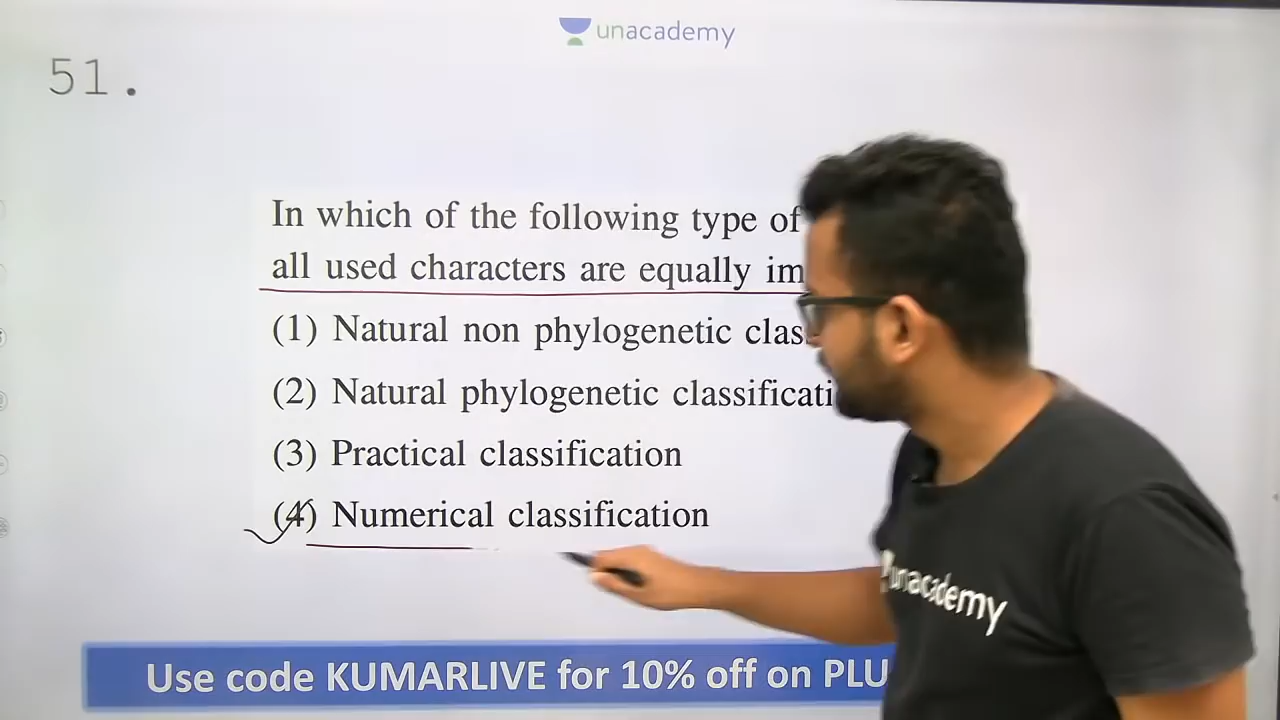 unacademy
51.
In which of the following type of
all used characters are equally im
(1) Natural non phylogenetic clas
(2) Natural phylogenetic classificati
(3) Practical classification
(4) Numerical classification
unacademy
Use code KUMARLIVE for 10% off on PLU